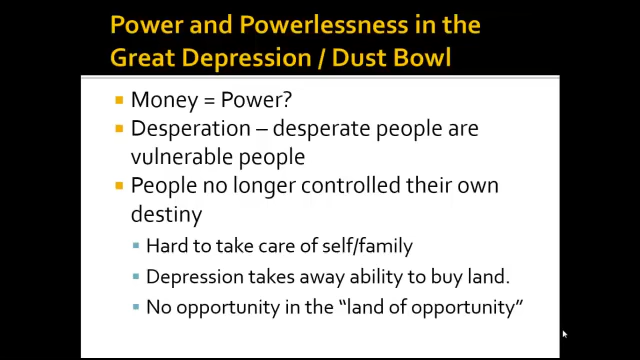 Power and Powerlessness in the
Great Depression / Dust Bowl
Money = Power?
Desperation – desperate people are
vulnerable people
People no longer controlled their own
destiny
Hard to take care of self/family
Depression takes away ability to buy land.
No opportunity in the “land of opportunity”